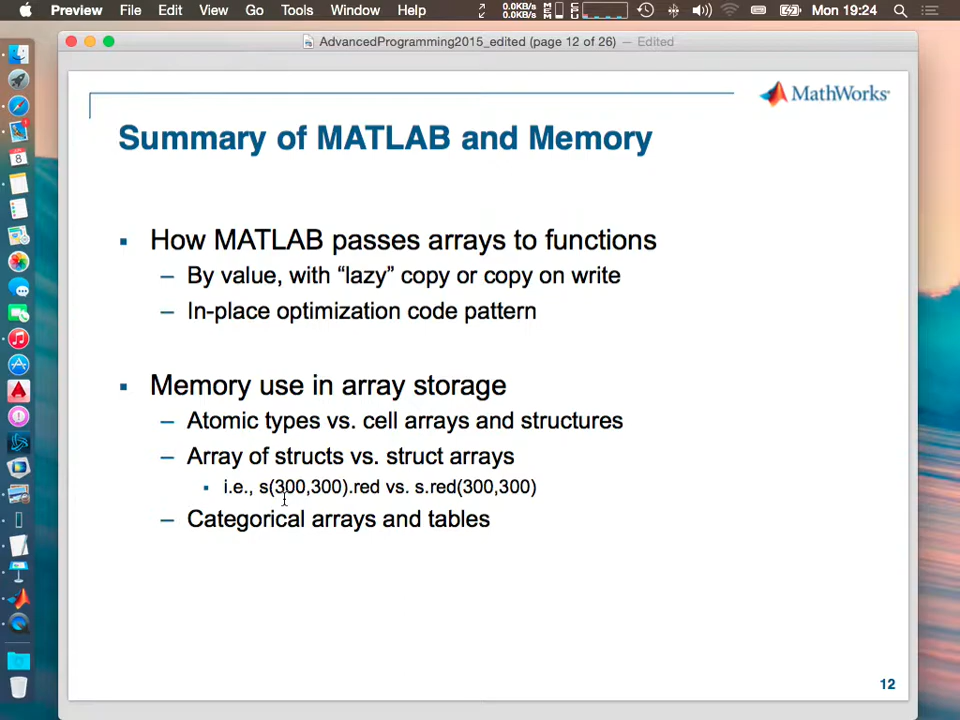 Preview File Edit View Go Tools Window Help 0.0KB/s 0.0KB/s Mon 19:24
AdvancedProgramming2015_edited (page 12 of 26) — Edited
MathWorks
Summary of MATLAB and Memory
▪ How MATLAB passes arrays to functions
– By value, with “lazy” copy or copy on write
– In-place optimization code pattern
▪ Memory use in array storage
– Atomic types vs. cell arrays and structures
– Array of structs vs. struct arrays
▪ i.e., s(300,300).red vs. s.red(300,300)
– Categorical arrays and tables
12
8